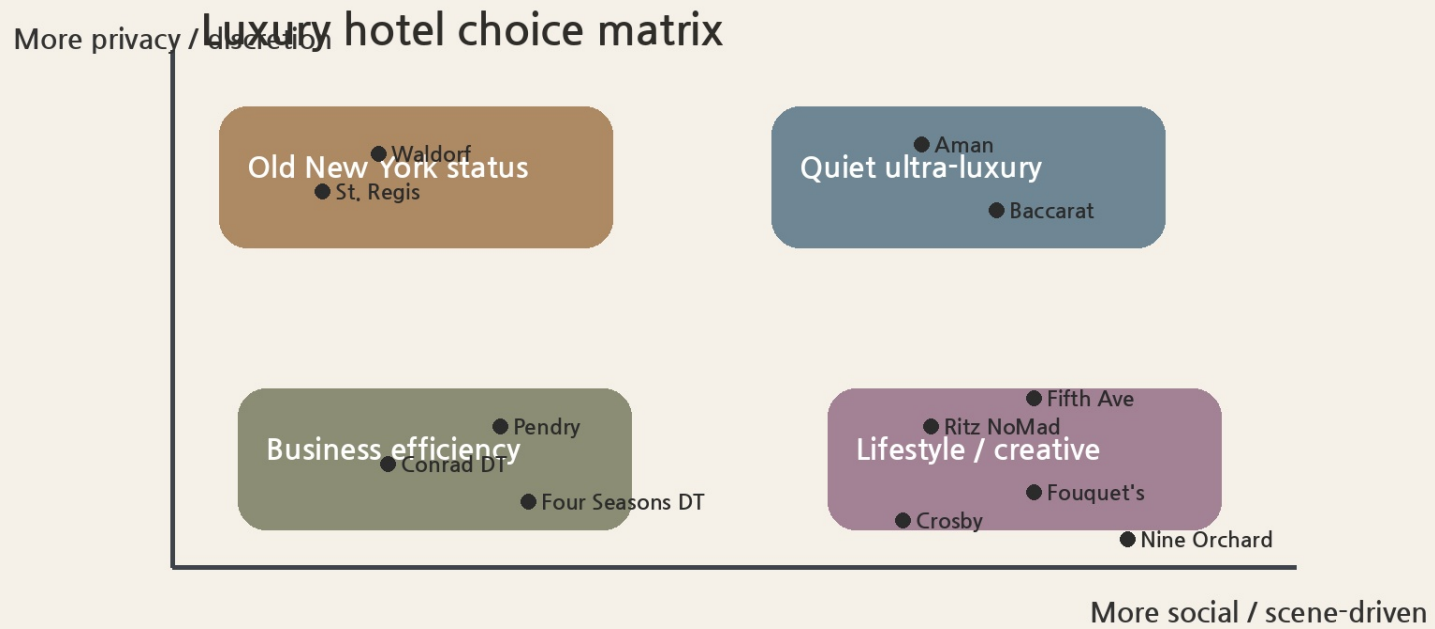 Luxury hotel choice matrix
More privacy / discretion
Old New York status
Waldorf
St. Regis
Quiet ultra-luxury
Aman
Baccarat
Business efficiency
Pendry
Conrad DT
Four Seasons DT
Lifestyle / creative
Fifth Ave
Ritz NoMad
Fouquet's
Crosby
Nine Orchard
More social / scene-driven